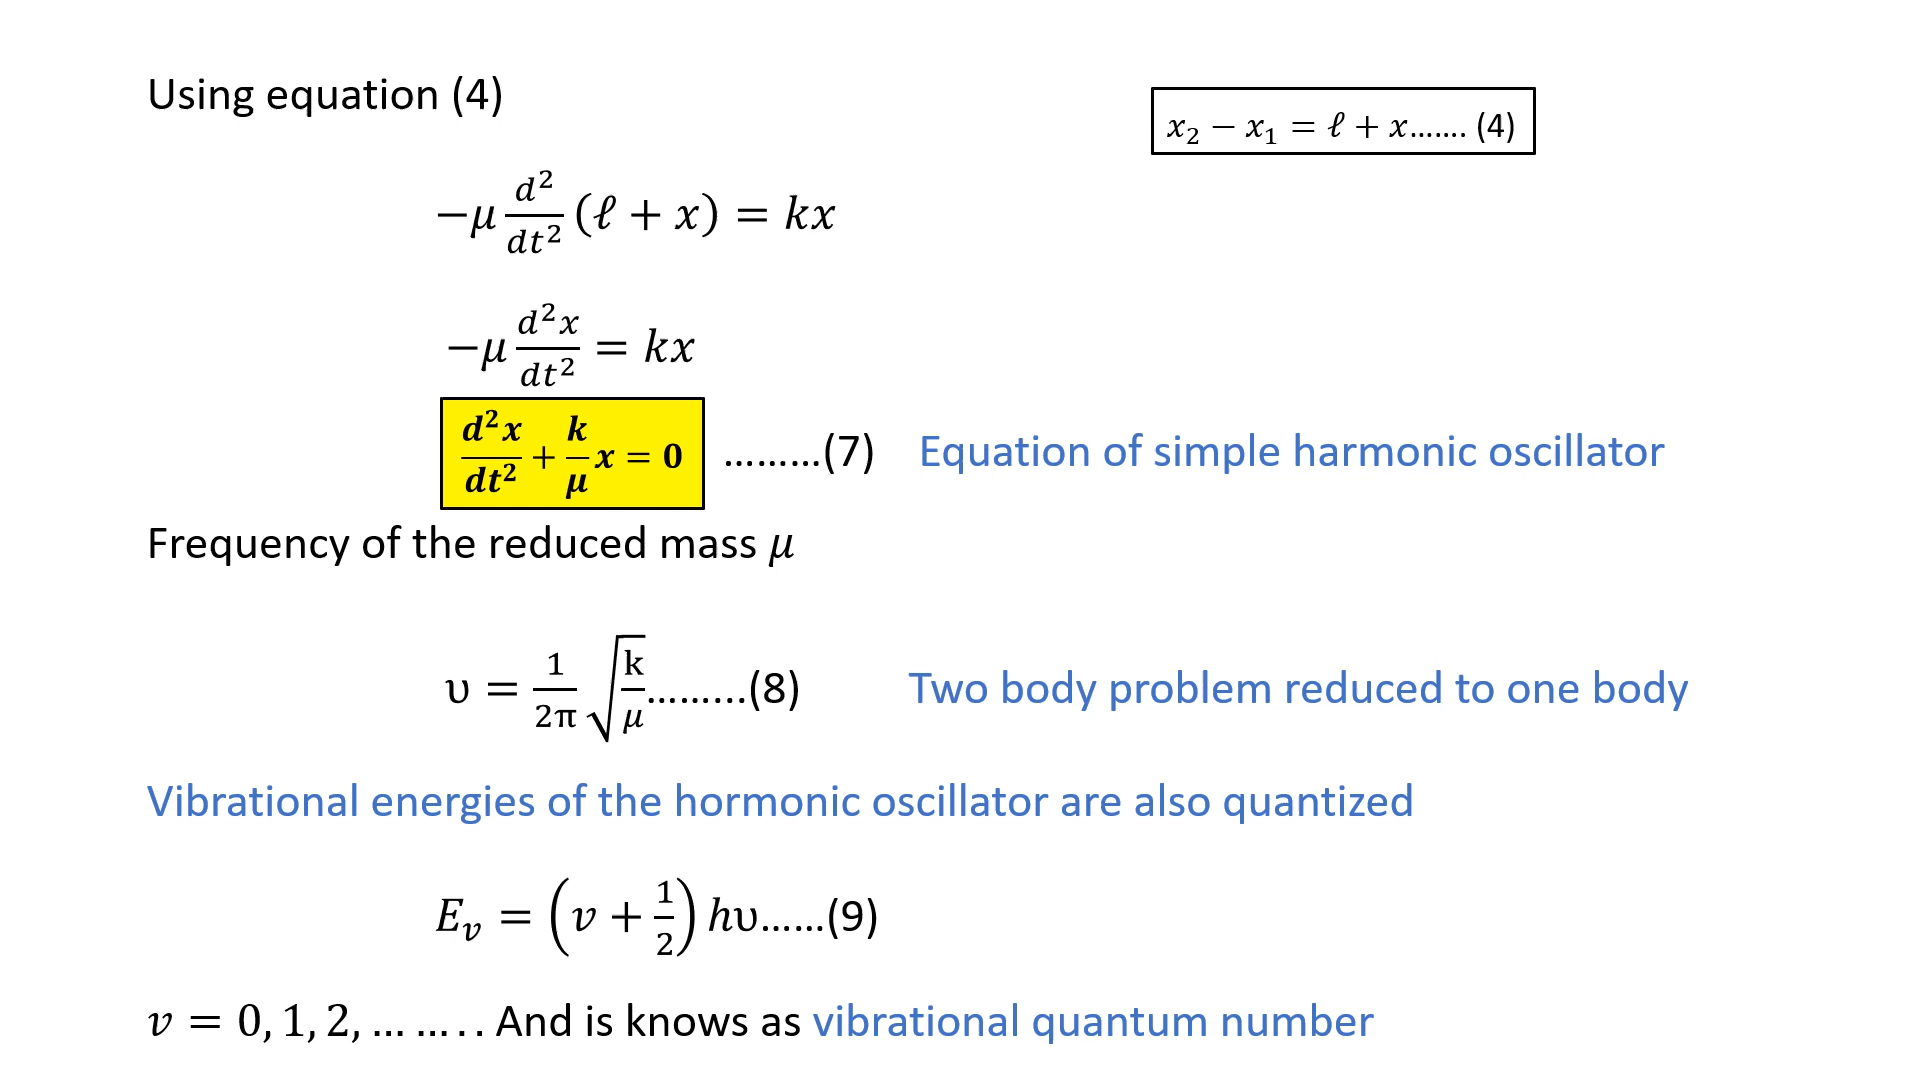 Using equation (4)
x₂ − x₁ = ℓ + x……. (4)
−μ d²/dt² (ℓ + x) = kx
−μ d²x/dt² = kx
d²x/dt² + k/μ x = 0 ………(7) Equation of simple harmonic oscillator
Frequency of the reduced mass μ
υ = 1/2π √(k/μ)……...(8) Two body problem reduced to one body
Vibrational energies of the hormonic oscillator are also quantized
E_v = (v + 1/2) hυ……(9)
v = 0, 1, 2, … … . . And is knows as vibrational quantum number